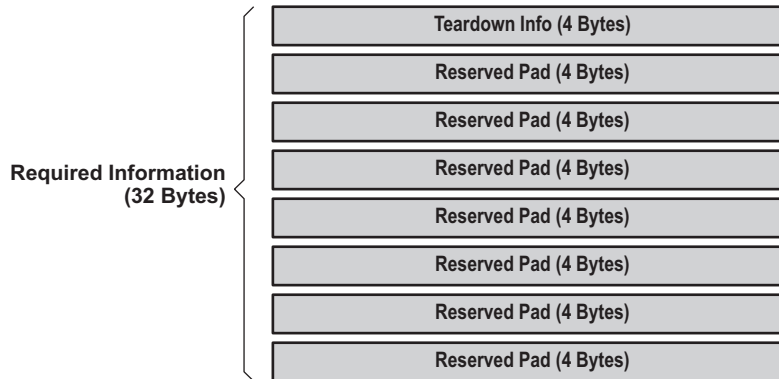 Teardown Info (4 Bytes)
Reserved Pad (4 Bytes)
Reserved Pad (4 Bytes)
Reserved Pad (4 Bytes)
Required Information
(32 Bytes)
Reserved Pad (4 Bytes)
Reserved Pad (4 Bytes)
Reserved Pad (4 Bytes)
Reserved Pad (4 Bytes)